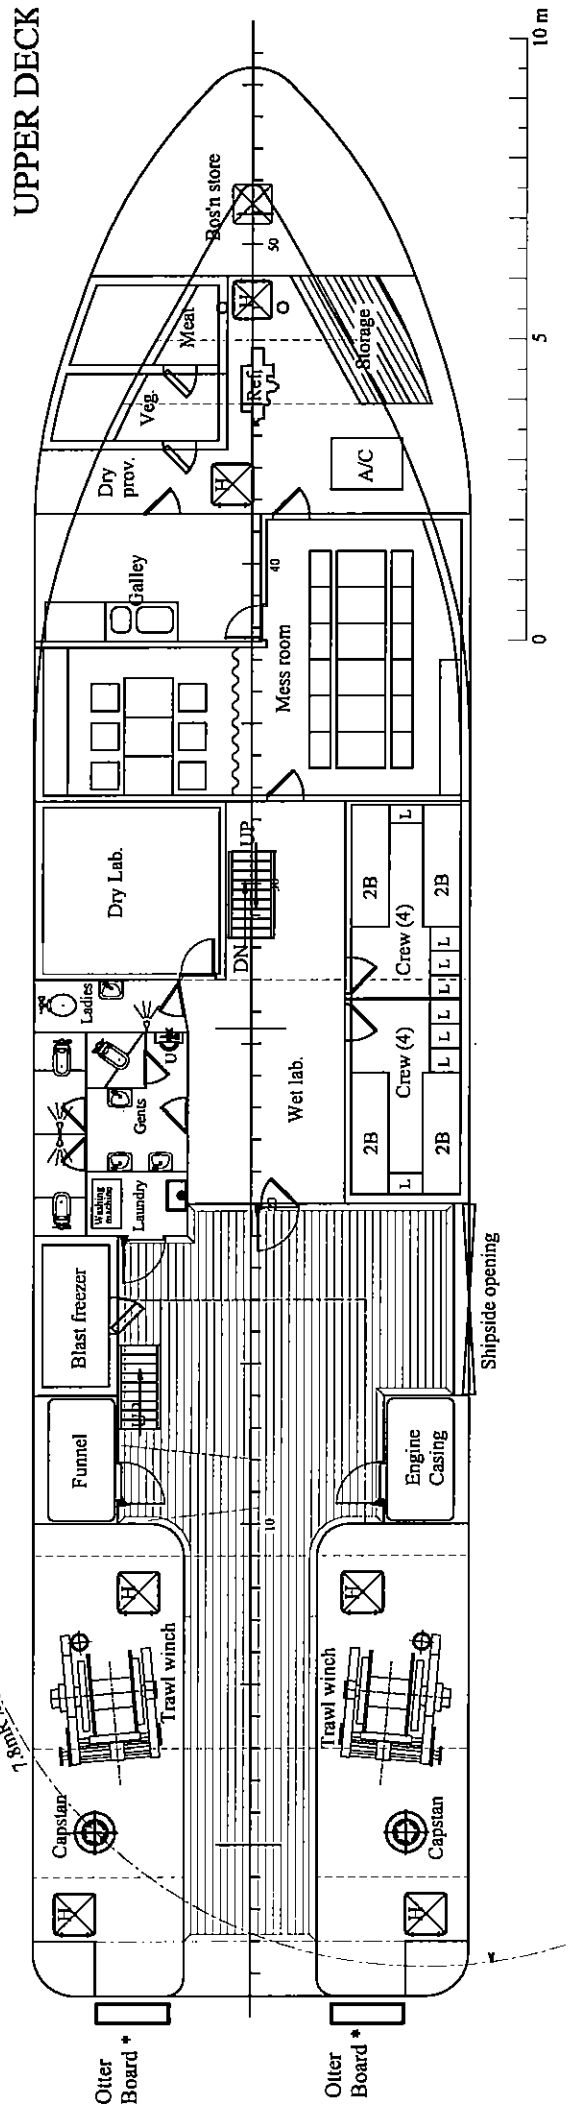 UPPER DECK
Bos'n store
50
H
Meat
Veg.
Ref
Storage
Dry
prov.
H
A/C
Galley
40
Mess room
Dry Lab.
UP
DN
Ladies
L
2B
2B
Crew (4)
L
L
L
Crew (4)
L
L
L
2B
2B
L
Gents
Wet lab.
Washing
machine
Laundry
Blast freezer
Shipside opening
Funnel
Engine
Casing
10
H
H
Trawl winch
Trawl winch
7.8mR
Capstan
Capstan
H
H
Otter
Board *
Otter
Board *
0
5
10 m